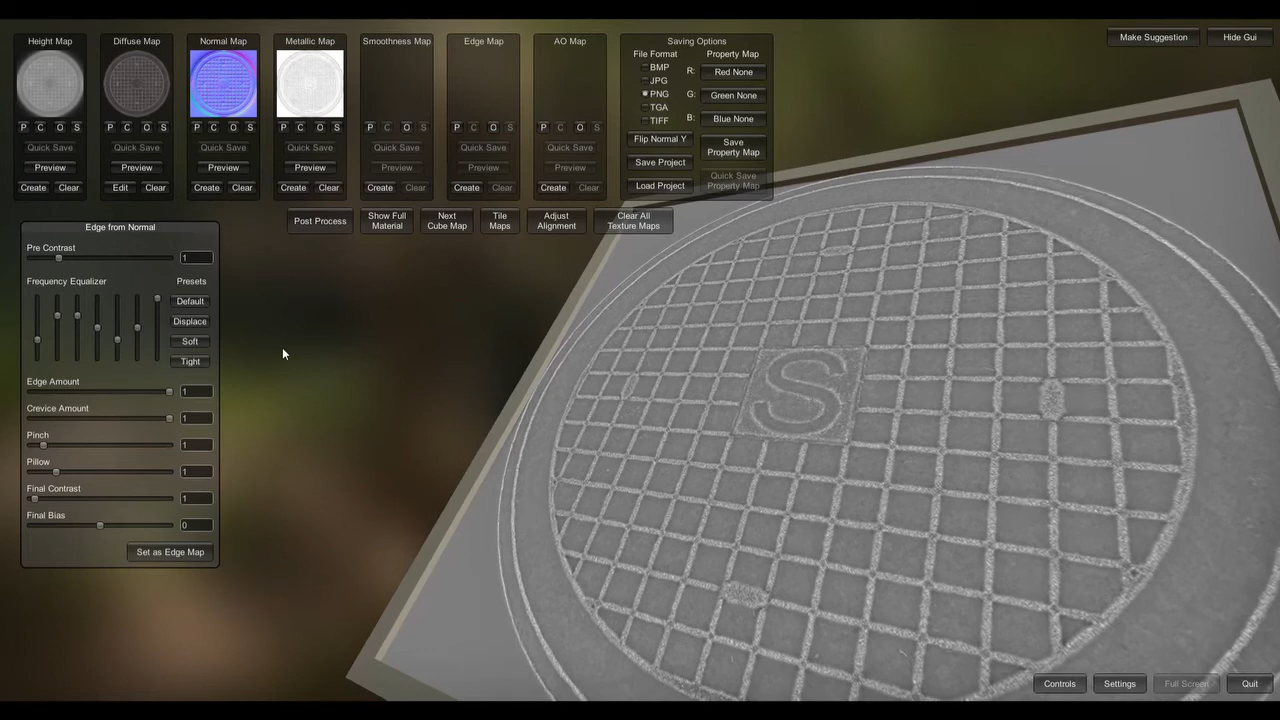 Height Map
Diffuse Map
Normal Map
Metallic Map
Smoothness Map
Edge Map
AO Map
Saving Options
Make Suggestion
Hide Gui
File Format
Property Map
BMP
JPG
PNG
TGA
TIFF
R:
Red None
G:
Green None
B:
Blue None
P C O S
P C O S
P C O S
P C O S
P C O S
P C O S
P C O S
Flip Normal Y
Save
Property Map
Quick Save
Quick Save
Quick Save
Quick Save
Quick Save
Quick Save
Quick Save
Preview
Preview
Preview
Preview
Preview
Preview
Preview
Save Project
Quick Save
Property Map
Create Clear
Edit Clear
Create Clear
Create Clear
Create Clear
Create Clear
Create Clear
Load Project
Post Process
Show Full
Material
Next
Cube Map
Tile
Maps
Adjust
Alignment
Clear All
Texture Maps
Edge from Normal
Pre Contrast
1
Frequency Equalizer
Presets
Default
Displace
Soft
Tight
Edge Amount
1
Crevice Amount
1
Pinch
1
Pillow
1
Final Contrast
1
Final Bias
0
Set as Edge Map
S
Controls
Settings
Full Screen
Quit